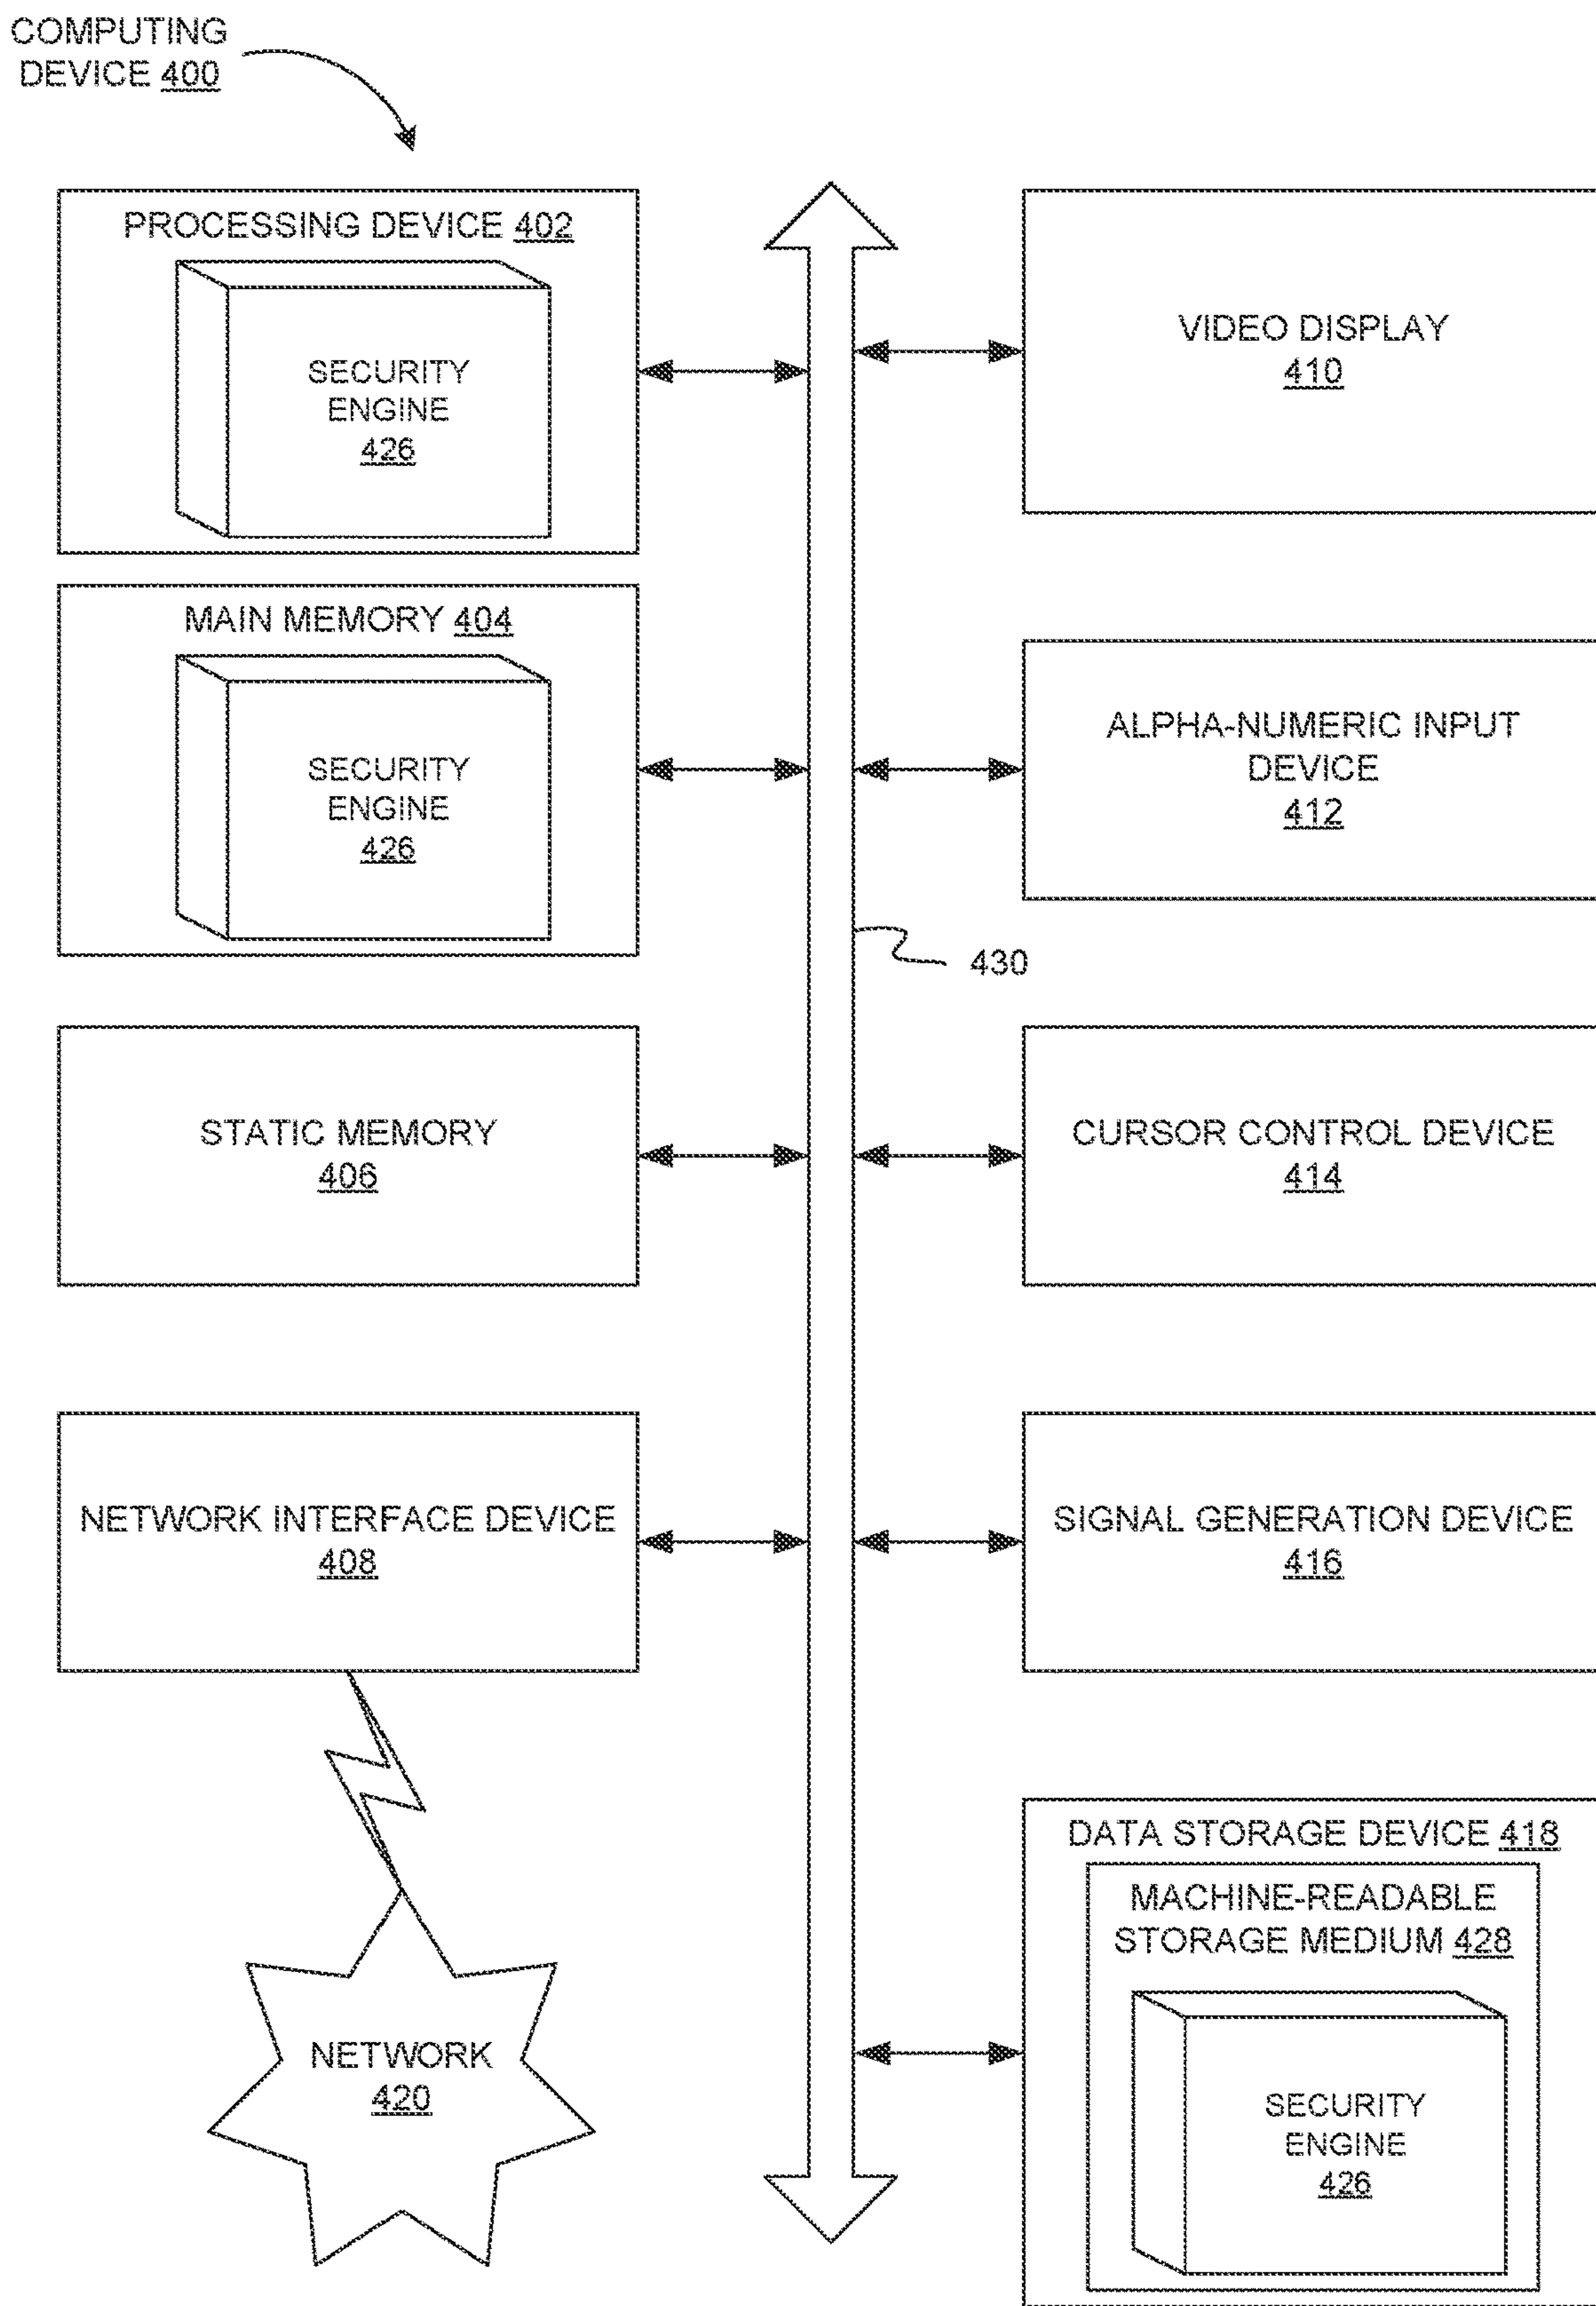 COMPUTING
DEVICE 400
PROCESSING DEVICE 402
SECURITY
ENGINE
426
MAIN MEMORY 404
SECURITY
ENGINE
426
STATIC MEMORY
406
NETWORK INTERFACE DEVICE
408
NETWORK
420
430
VIDEO DISPLAY
410
ALPHA-NUMERIC INPUT
DEVICE
412
CURSOR CONTROL DEVICE
414
SIGNAL GENERATION DEVICE
416
DATA STORAGE DEVICE 418
MACHINE-READABLE
STORAGE MEDIUM 428
SECURITY
ENGINE
426